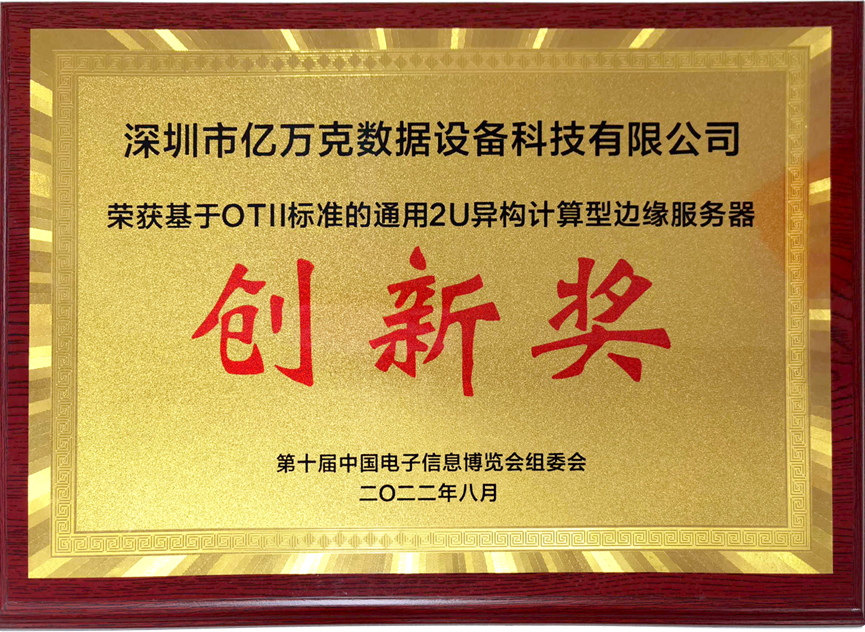 深圳市亿万克数据设备科技有限公司
荣获基于OTII标准的通用2U异构计算型边缘服务器
创新奖
第十届中国电子信息博览会组委会
二〇二二年八月